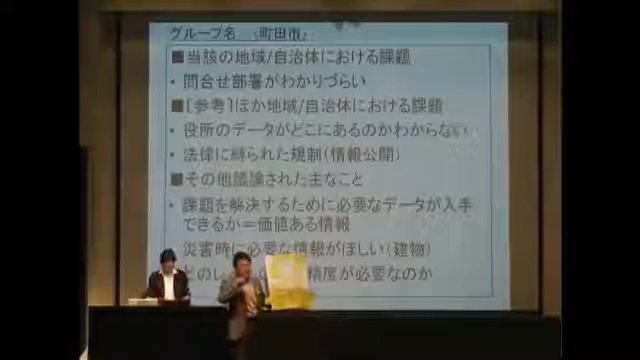 グループ名 （町田市）
■当該の地域/自治体における課題
・問合せ部署がわかりづらい
■[参考]ほか地域/自治体における課題
・役所のデータがどこにあるのかわからない
・法律に縛られた規制(情報公開)
■その他議論された主なこと
・課題を解決するために必要なデータが入手
できるか＝価値ある情報
災害時に必要な情報がほしい(建物)
精度が必要なのか